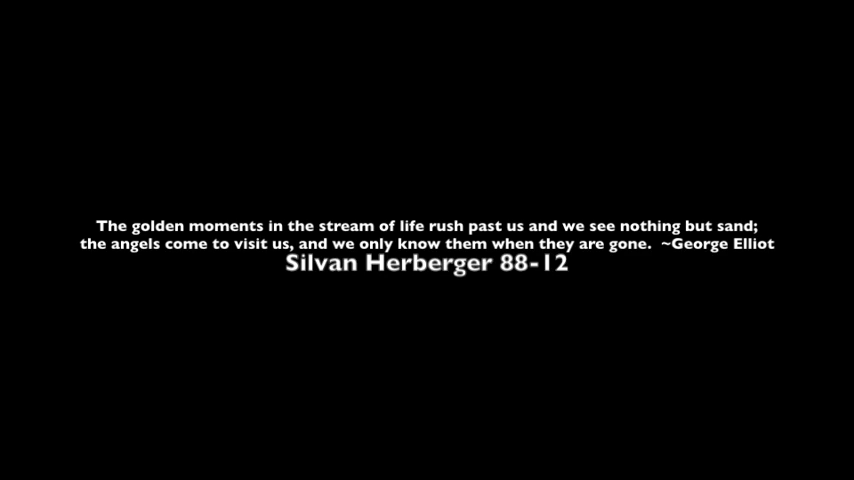 The golden moments in the stream of life rush past us and we see nothing but sand;
the angels come to visit us, and we only know them when they are gone.  ~George Elliot
Silvan Herberger 88-12